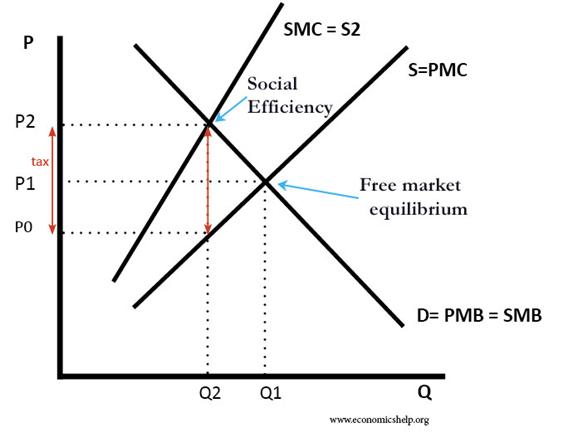 P
SMC = S2
S=PMC
Social
Efficiency
P2
tax
P1
Free market
equilibrium
P0
D= PMB = SMB
Q2
Q1
Q
www.economicshelp.org